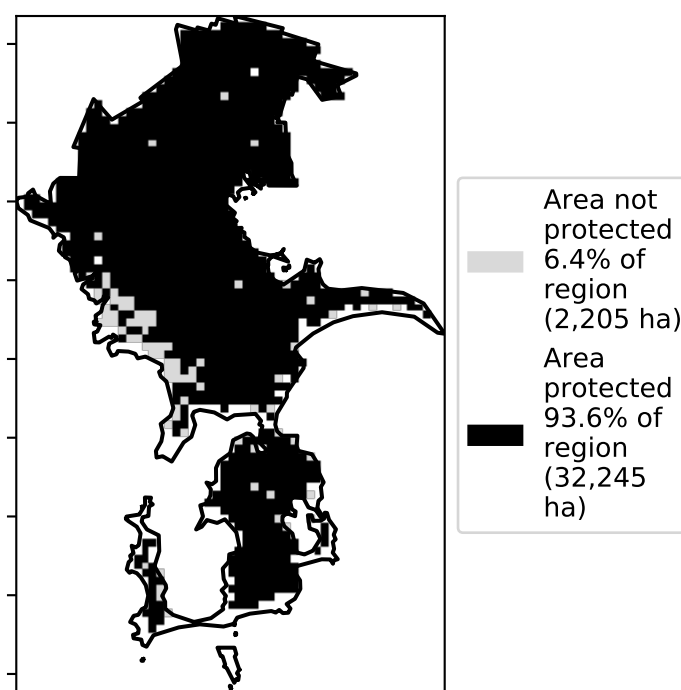 Area not
protected
6.4% of
region
(2,205 ha)
Area
protected
93.6% of
region
(32,245
ha)